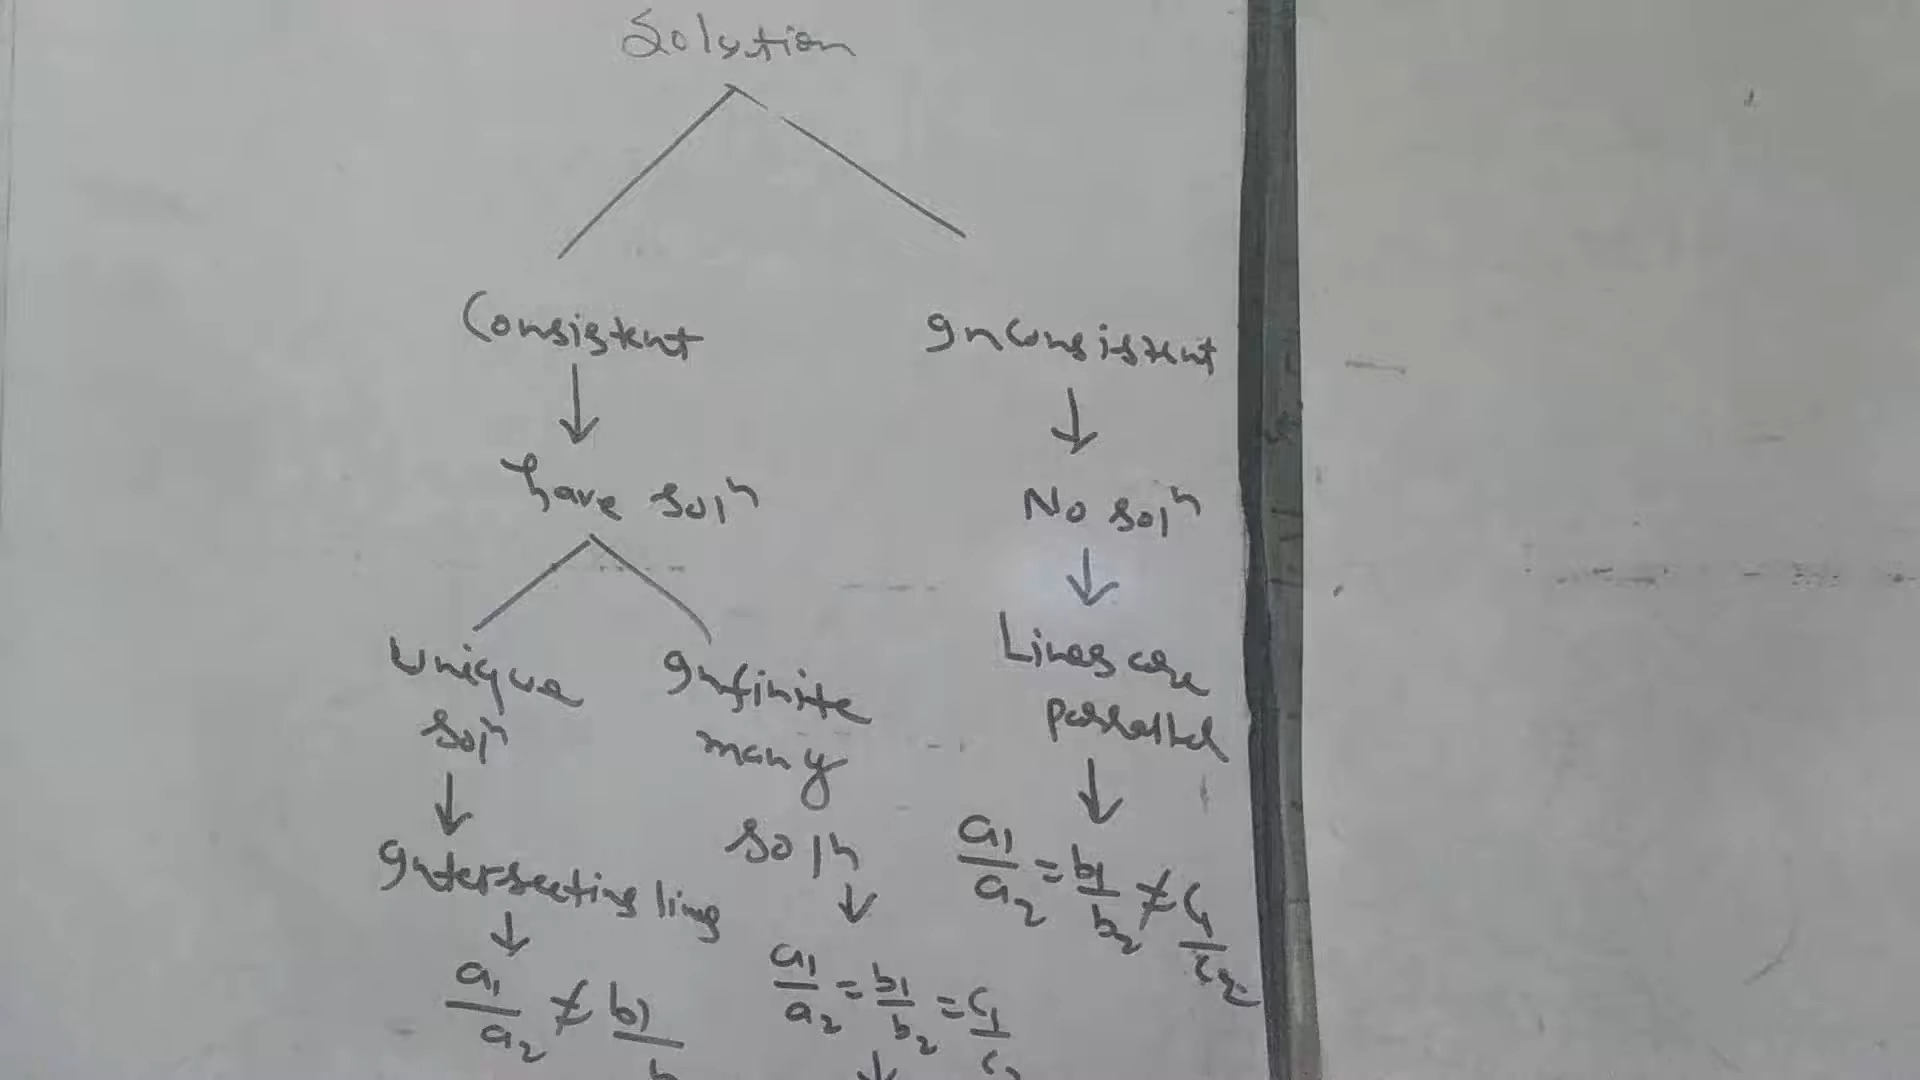 Solution
Consistent
Inconsistent
have solⁿ
No solⁿ
Unique
solⁿ
Infinite
many
soln
Lines are
parallel
Intersecting lines
a₁/a₂ ≠ b₁/b
a₁/a₂ = b₁/b₂ = c₁/c₂
a₁/a₂ = b₁/b₂ ≠ c₁/c₂